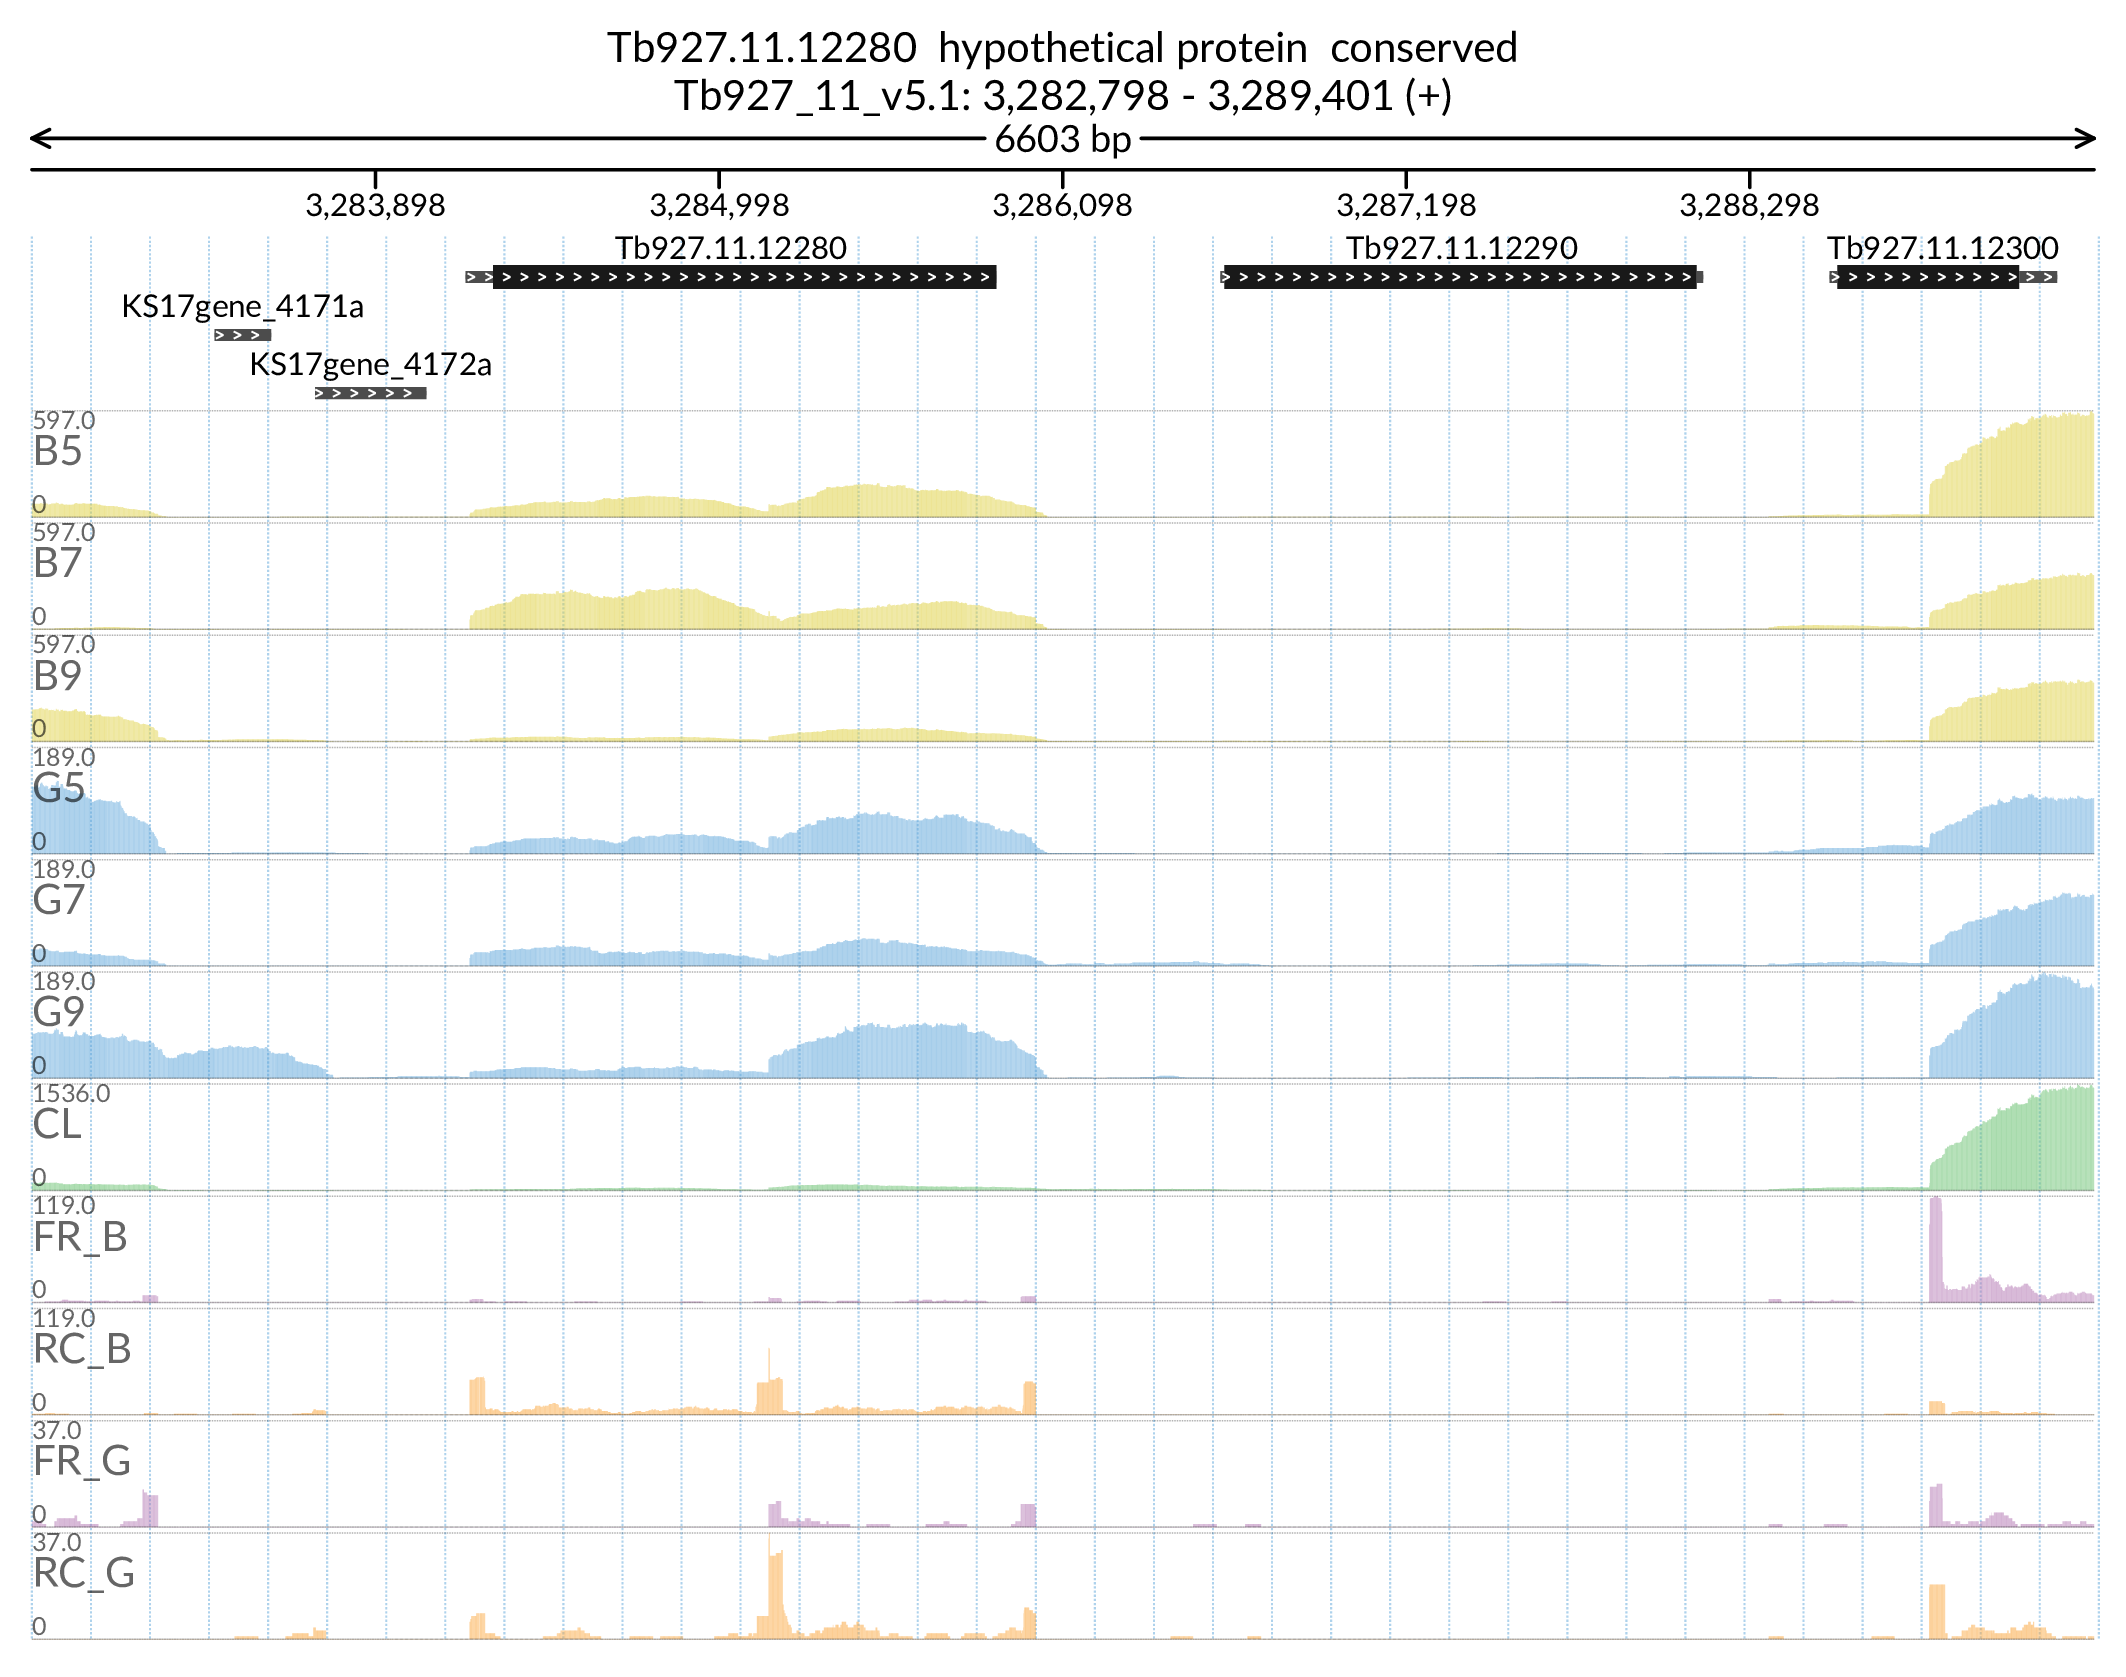 Tb927.11.12280 hypothetical protein conserved
Tb927_11_v5.1: 3,282,798 - 3,289,401 (+)
6603 bp
3,283,898 3,284,998 3,286,098 3,287,198 3,288,298
Tb927.11.12280 Tb927.11.12290 Tb927.11.12300
KS17gene_4171a
KS17gene_4172a
597.0
B5
0
597.0
B7
0
597.0
B9
0
189.0
G5
0
189.0
G7
0
189.0
G9
0
1536.0
CL
0
119.0
FR_B
0
119.0
RC_B
0
37.0
FR_G
0
37.0
RC_G
0